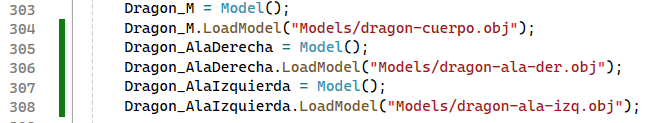 303 Dragon_M = Model();
304 Dragon_M.LoadModel("Models/dragon-cuerpo.obj");
305 Dragon_AlaDerecha = Model();
306 Dragon_AlaDerecha.LoadModel("Models/dragon-ala-der.obj");
307 Dragon_AlaIzquierda = Model();
308 Dragon_AlaIzquierda.LoadModel("Models/dragon-ala-izq.obj");